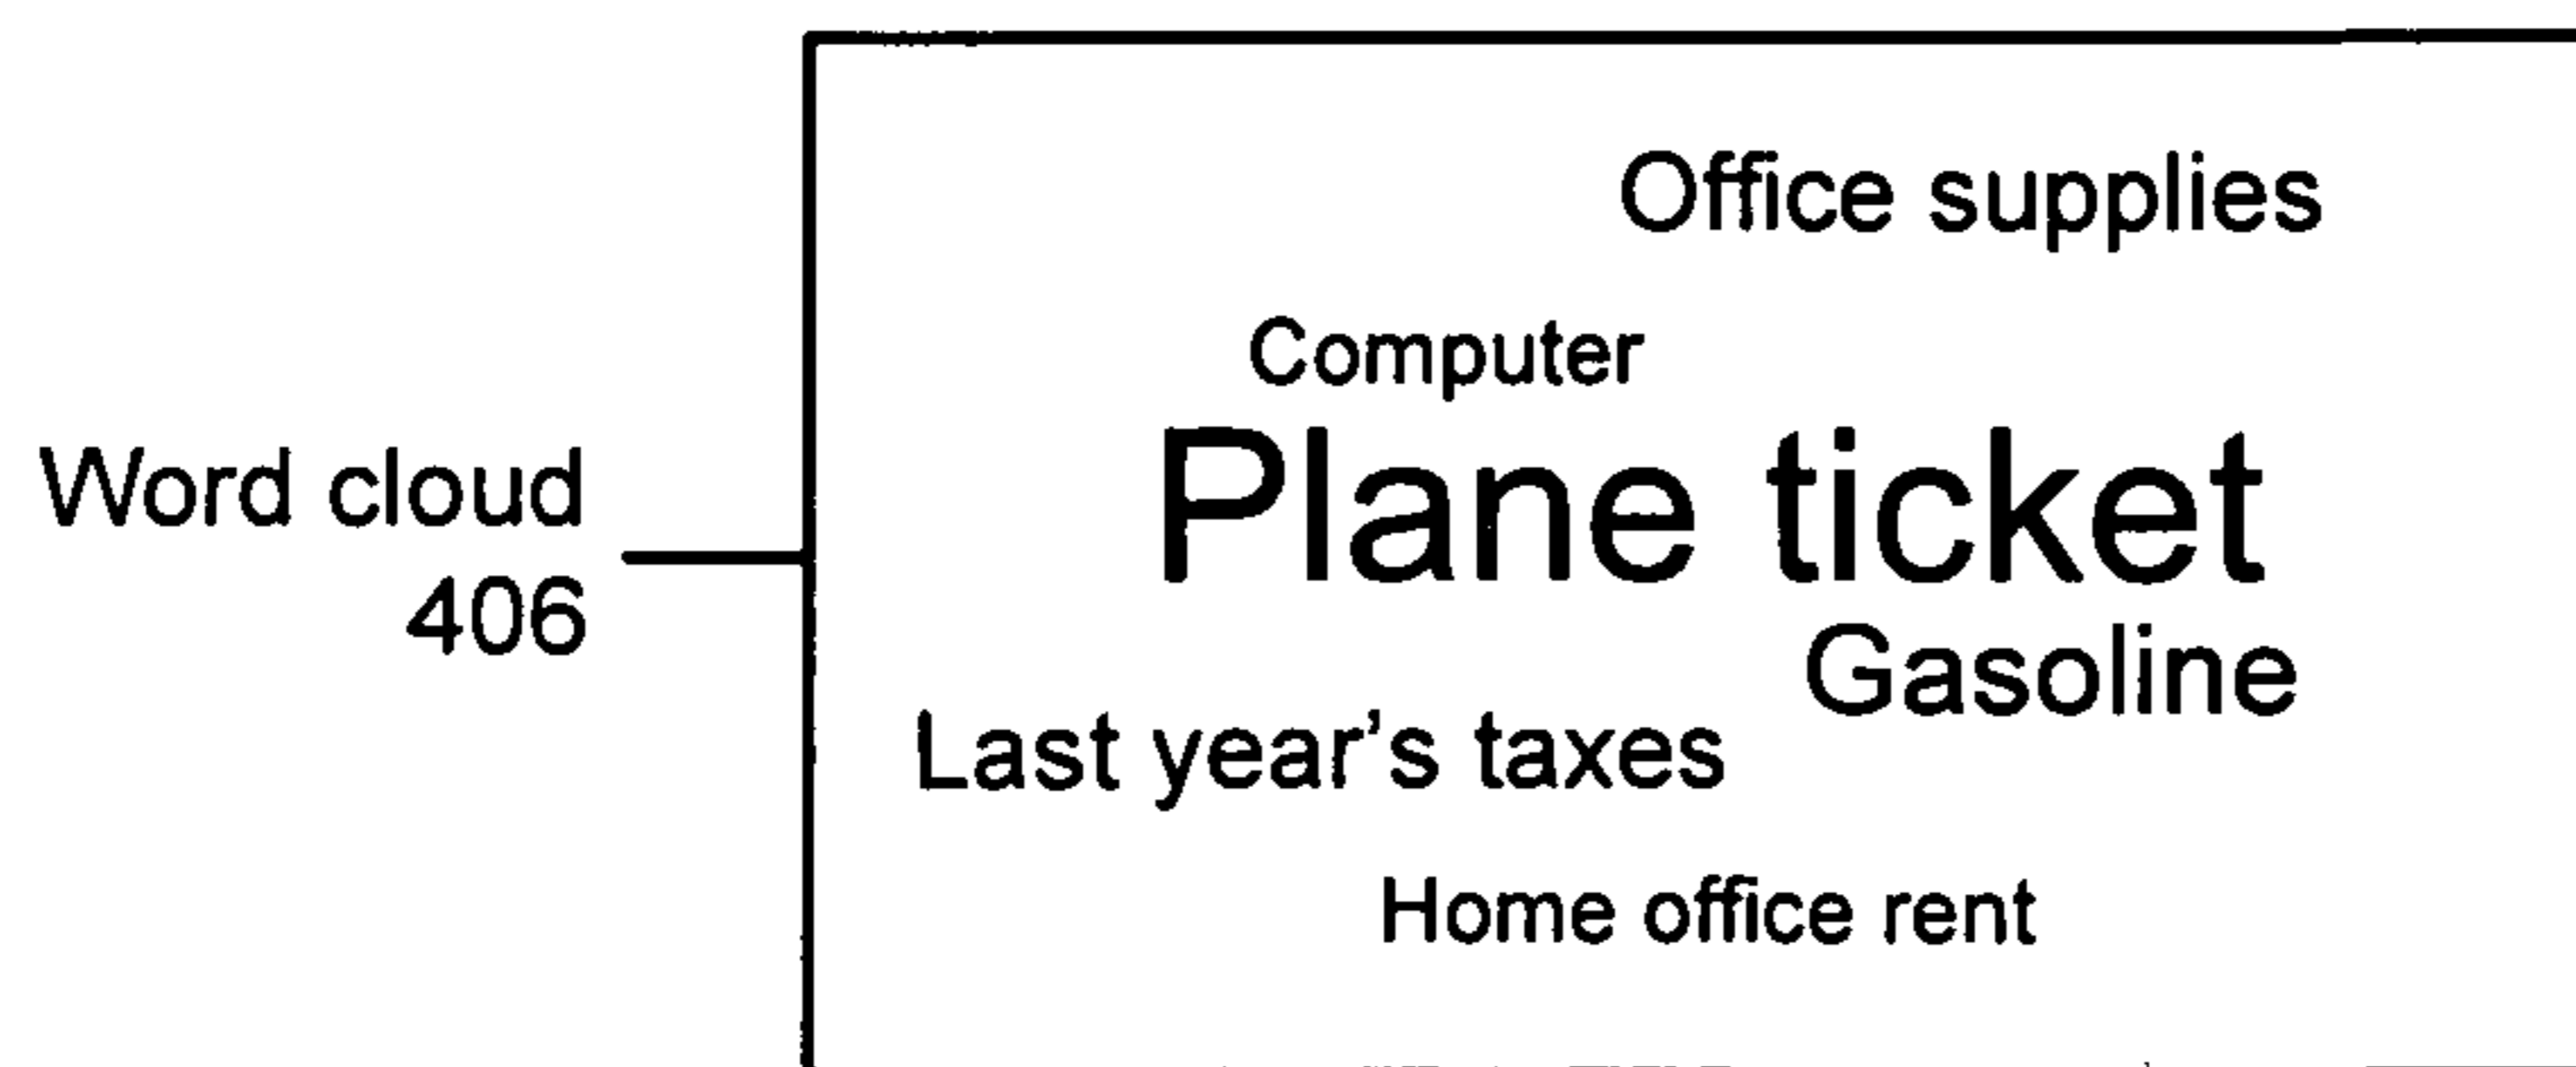 Office supplies
Computer
Plane ticket
Word cloud
406
Gasoline
Last year's taxes
Home office rent